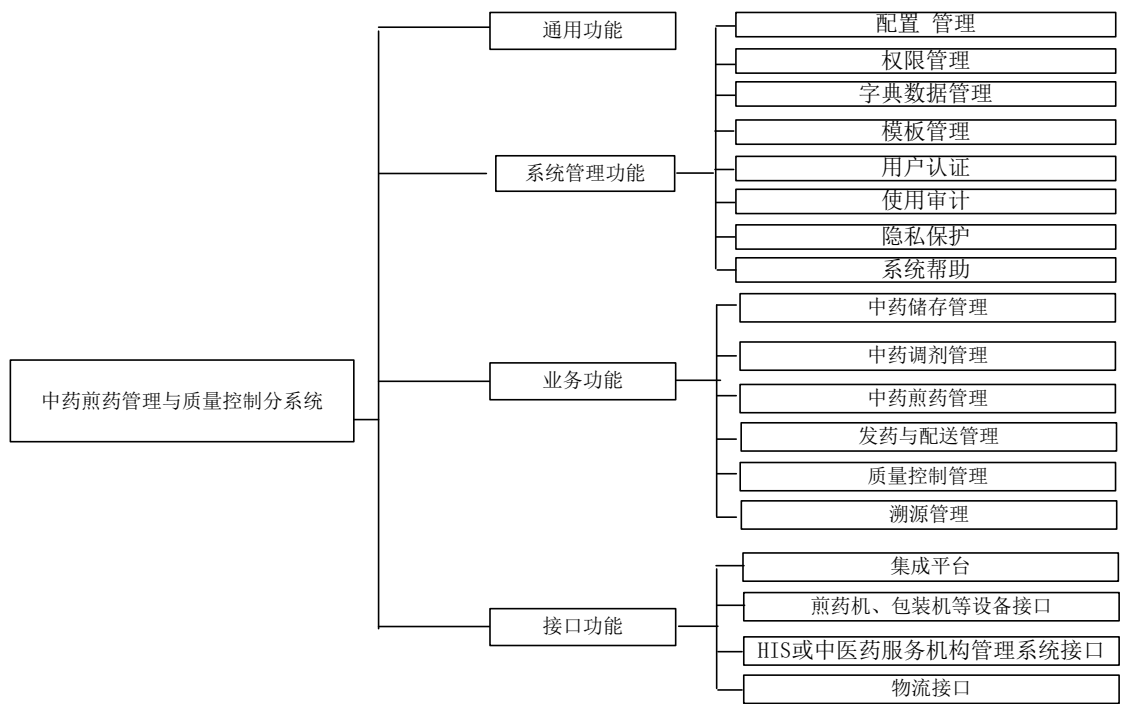 通用功能
配置 管理
权限管理
字典数据管理
模板管理
系统管理功能
用户认证
使用审计
隐私保护
系统帮助
中药储存管理
中药调剂管理
业务功能
中药煎药管理与质量控制分系统
中药煎药管理
发药与配送管理
质量控制管理
溯源管理
集成平台
煎药机、包装机等设备接口
接口功能
HIS或中医药服务机构管理系统接口
物流接口